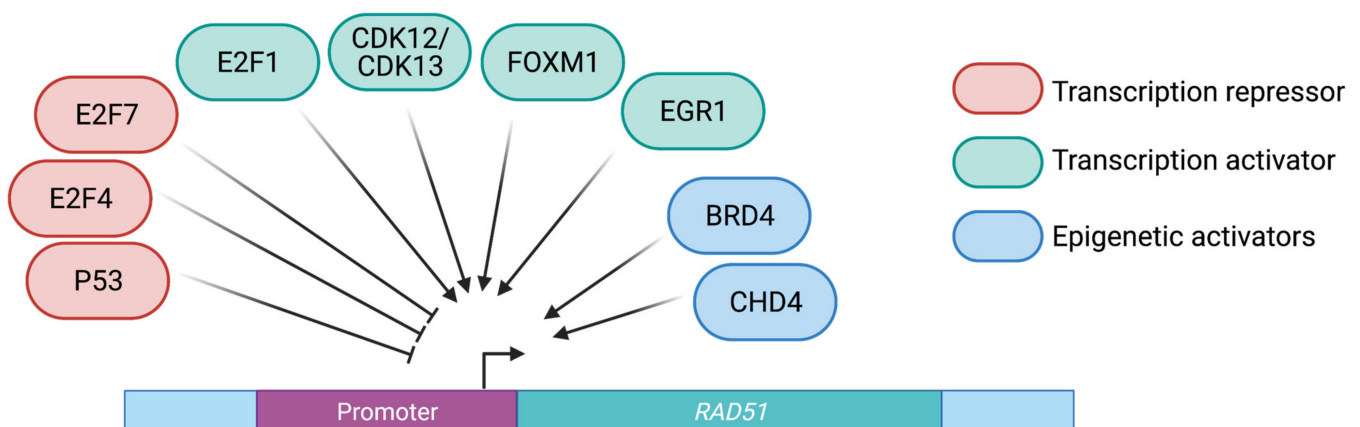 E2F1
CDK12/
CDK13
FOXM1
EGR1
E2F7
E2F4
P53
BRD4
CHD4
Transcription repressor
Transcription activator
Epigenetic activators
Promoter
RAD51